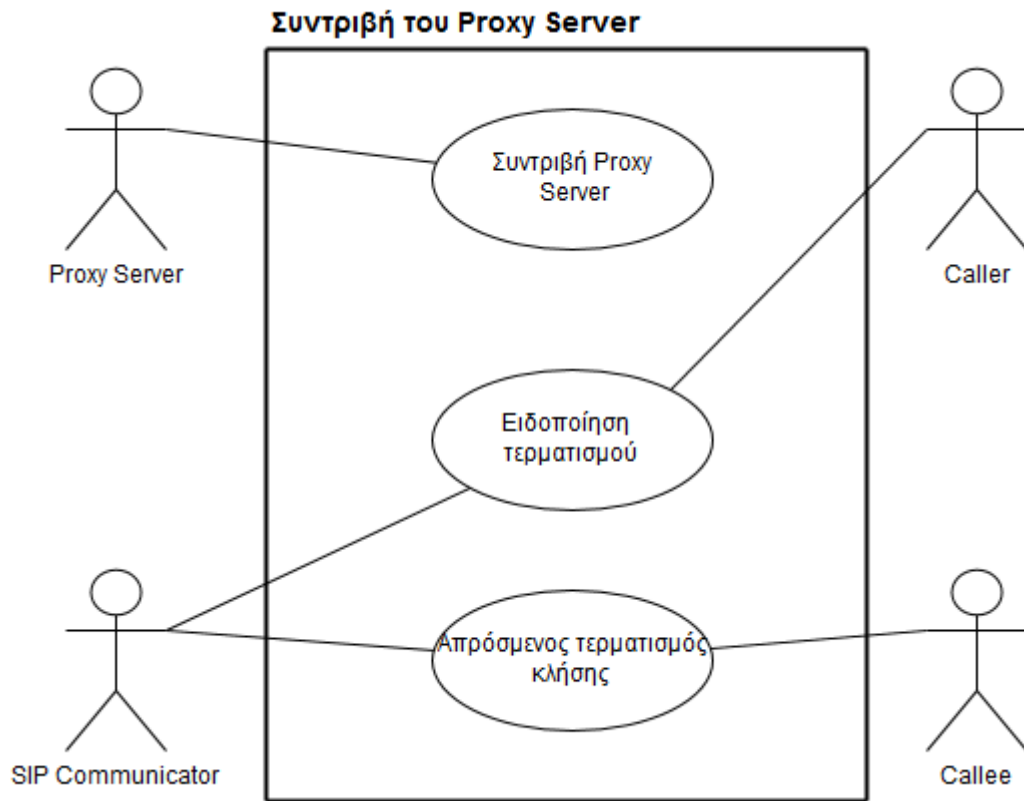 Συντριβή του Proxy Server
Συντριβή Proxy
Server
Proxy Server
Caller
Ειδοποίηση
τερματισμού
Απρόσμενος τερματισμός
κλήσης
SIP Communicator
Callee